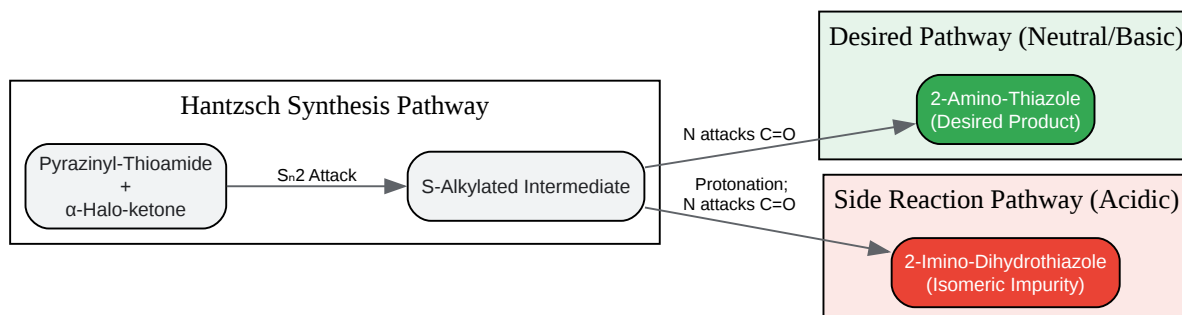 Hantzsch Synthesis Pathway
Pyrazinyl-Thioamide
+
α-Halo-ketone
Sₙ2 Attack
S-Alkylated Intermediate
N attacks C=O
Protonation;
N attacks C=O
Desired Pathway (Neutral/Basic)
2-Amino-Thiazole
(Desired Product)
Side Reaction Pathway (Acidic)
2-Imino-Dihydrothiazole
(Isomeric Impurity)